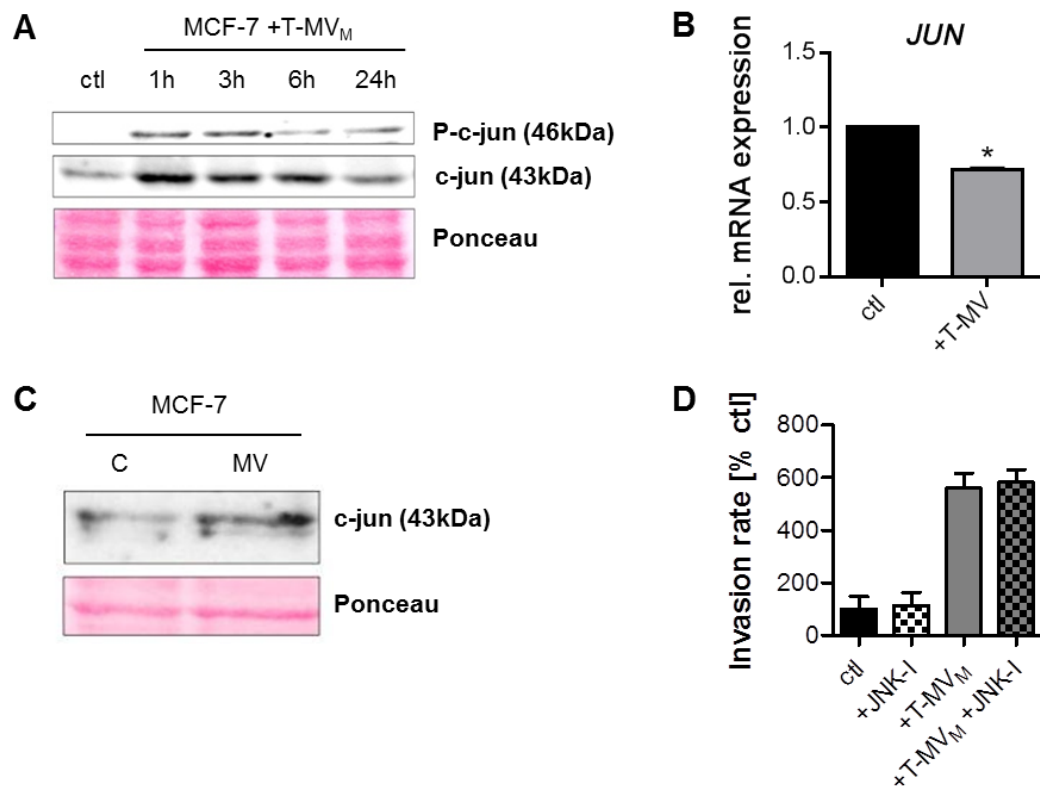 A
MCF-7 +T-MVM
ctl 1h 3h 6h 24h
P-c-jun (46kDa)
c-jun (43kDa)
Ponceau
B
JUN
rel. mRNA expression
1.5
1.0
0.5
0.0
*
ctl
+T-MV
C
MCF-7
C MV
c-jun (43kDa)
Ponceau
D
Invasion rate [% ctl]
800
600
400
200
0
ctl
+JNK-I
+T-MVM
+T-MVM +JNK-I